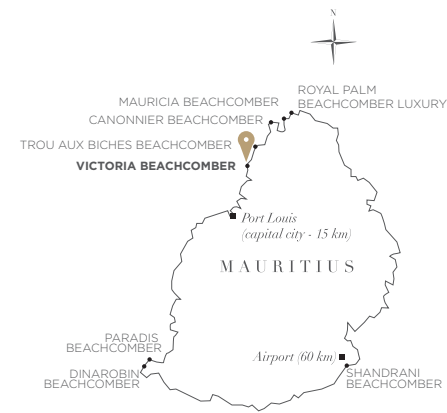 N
ROYAL PALM
BEACHCOMBER LUXURY
MAURICIA BEACHCOMBER
CANONNIER BEACHCOMBER
TROU AUX BICHES BEACHCOMBER
VICTORIA BEACHCOMBER
Port Louis
(capital city - 15 km)
MAURITIUS
PARADIS
BEACHCOMBER
DINAROBIN
BEACHCOMBER
Airport (60 km)
SHANDRANI
BEACHCOMBER